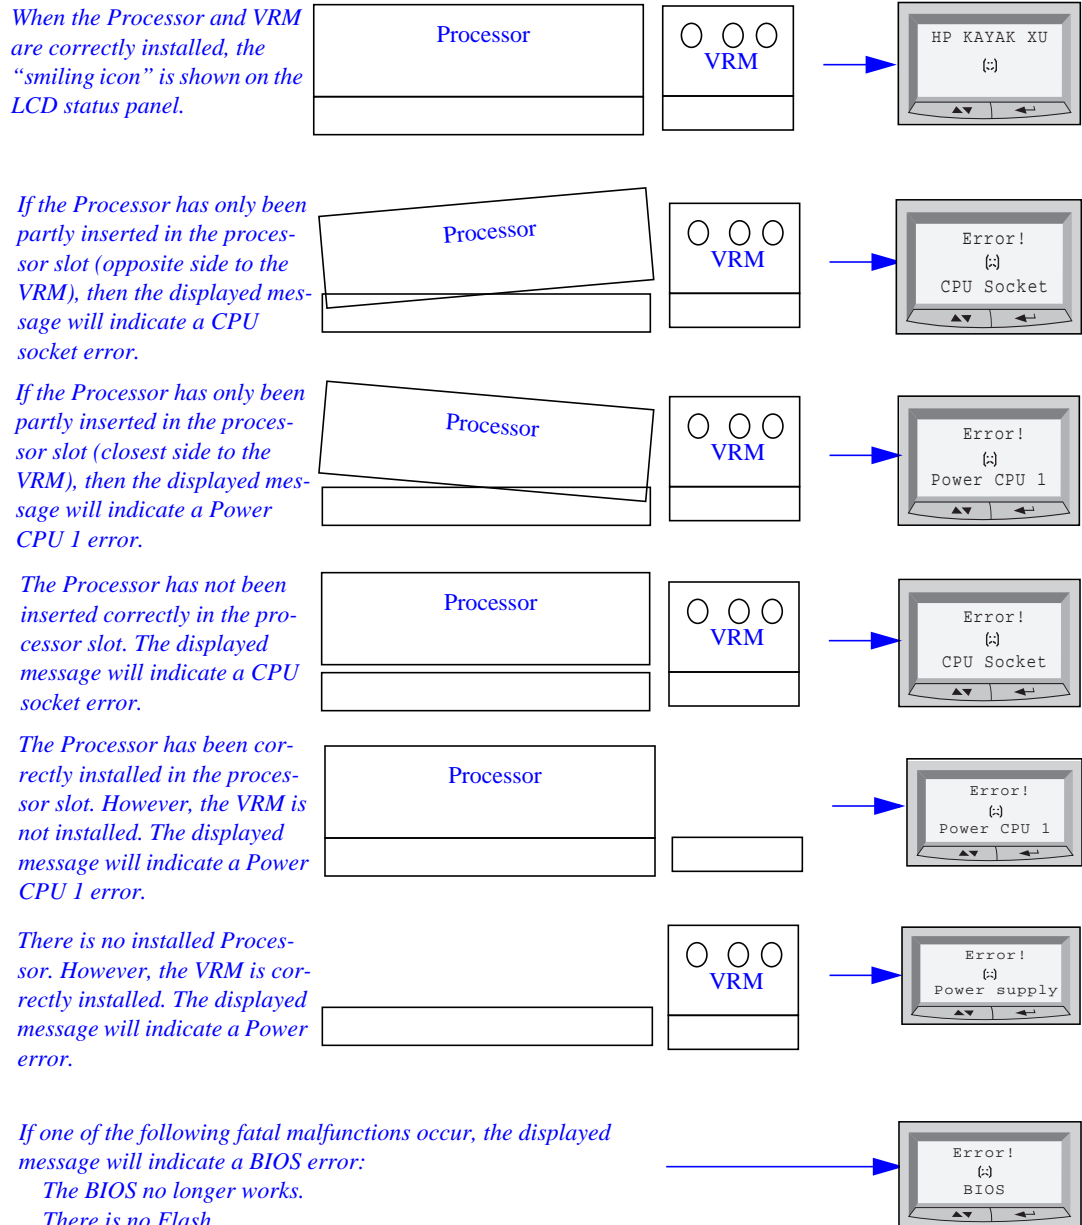 When the Processor and VRM
are correctly installed, the
“smiling icon” is shown on the
LCD status panel.
Processor
VRM
HP KAYAK XU
If the Processor has only been
partly inserted in the proces-
sor slot (opposite side to the
VRM), then the displayed mes-
sage will indicate a CPU
socket error.
Processor
VRM
Error!
CPU Socket
If the Processor has only been
partly inserted in the proces-
sor slot (closest side to the
VRM), then the displayed mes-
sage will indicate a Power
CPU 1 error.
Processor
VRM
Error!
Power CPU 1
The Processor has not been
inserted correctly in the pro-
cessor slot. The displayed
message will indicate a CPU
socket error.
Processor
VRM
Error!
CPU Socket
The Processor has been cor-
rectly installed in the proces-
sor slot. However, the VRM is
not installed. The displayed
message will indicate a Power
CPU 1 error.
Processor
Error!
Power CPU 1
There is no installed Proces-
sor. However, the VRM is cor-
rectly installed. The displayed
message will indicate a Power
error.
VRM
Error!
Power supply
If one of the following fatal malfunctions occur, the displayed
message will indicate a BIOS error:
The BIOS no longer works.
There is no Flash
Error!
BIOS